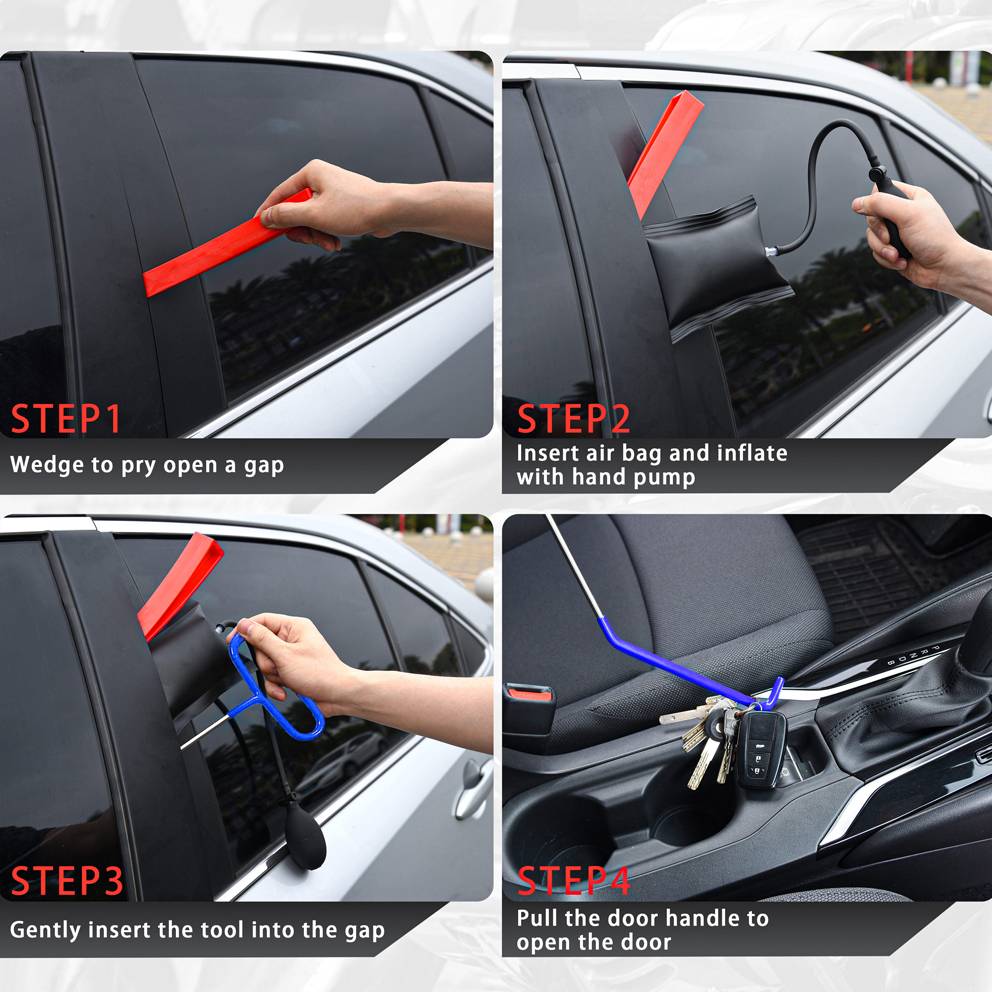 STEP1
Wedge to pry open a gap
STEP2
Insert air bag and inflate
with hand pump
STEP3
Gently insert the tool into the gap
STEP4
Pull the door handle to
open the door